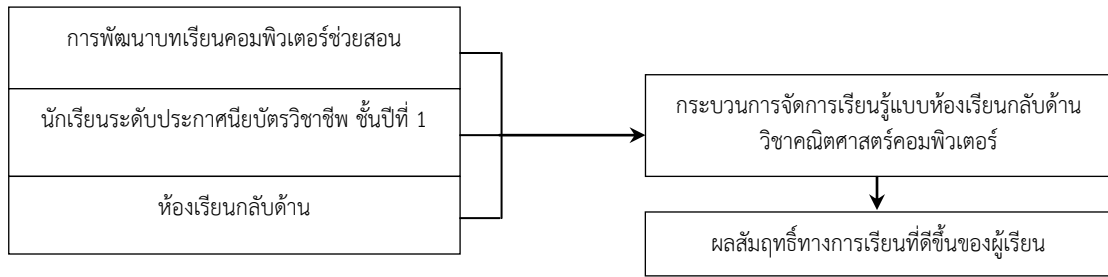 การพัฒนาบทเรียนคอมพิวเตอร์ช่วยสอน
นักเรียนระดับประกาศนียบัตรวิชาชีพ ชั้นปีที่ 1
ห้องเรียนกลับด้าน
กระบวนการจัดการเรียนรู้แบบห้องเรียนกลับด้าน
วิชาคณิตศาสตร์คอมพิวเตอร์
ผลสัมฤทธิ์ทางการเรียนที่ดีขึ้นของผู้เรียน